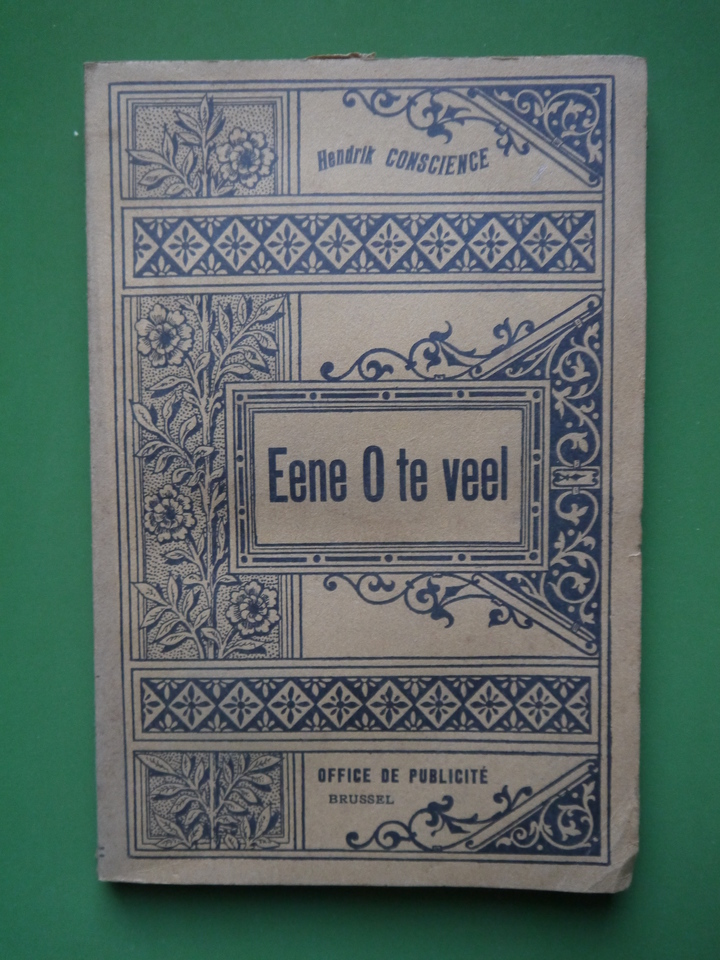 Hendrik CONSCIENCE
Eene O te veel
OFFICE DE PUBLICITÉ
BRUSSEL